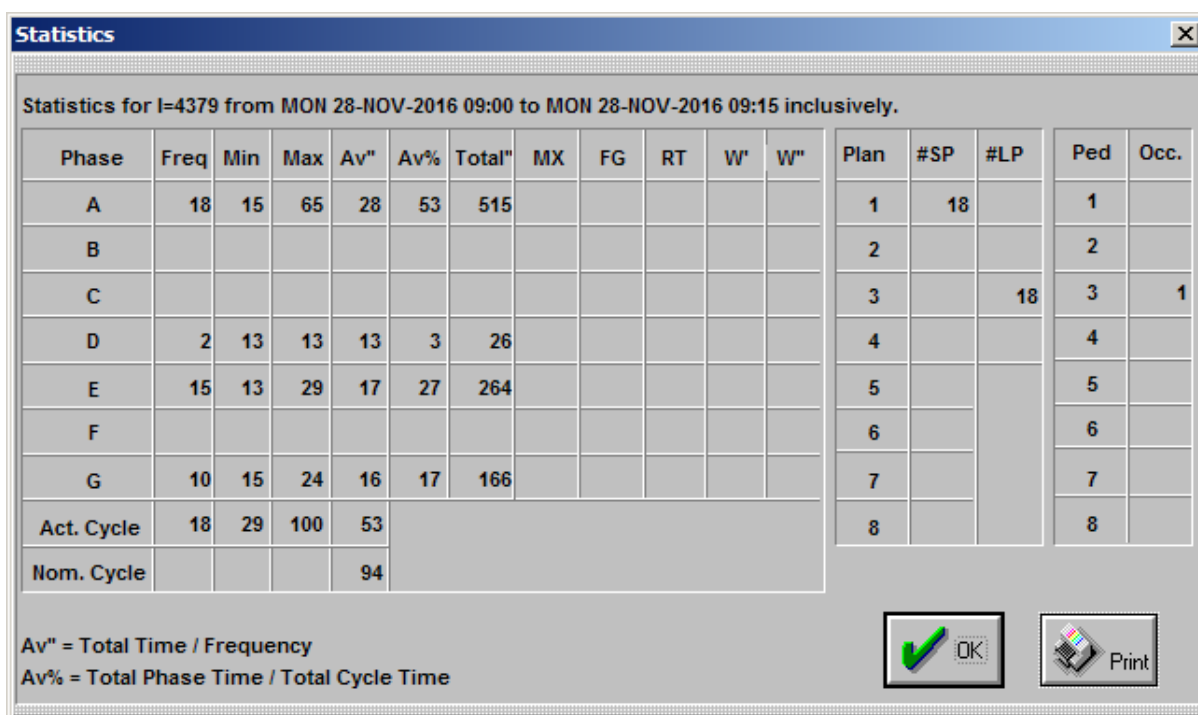 Statistics
Statistics for I=4379 from MON 28-NOV-2016 09:00 to MON 28-NOV-2016 09:15 inclusively.
Phase Freq Min Max Av" Av% Total" MX FG RT W' W"
A 18 15 65 28 53 515
B
C
D 2 13 13 13 3 26
E 15 13 29 17 27 264
F
G 10 15 24 16 17 166
Act. Cycle 18 29 100 53
Nom. Cycle 94
Plan #SP #LP
1 18
2
3 18
4
5
6
7
8
Ped Occ.
1
2
3 1
4
5
6
7
8
Av" = Total Time / Frequency
Av% = Total Phase Time / Total Cycle Time
OK
Print